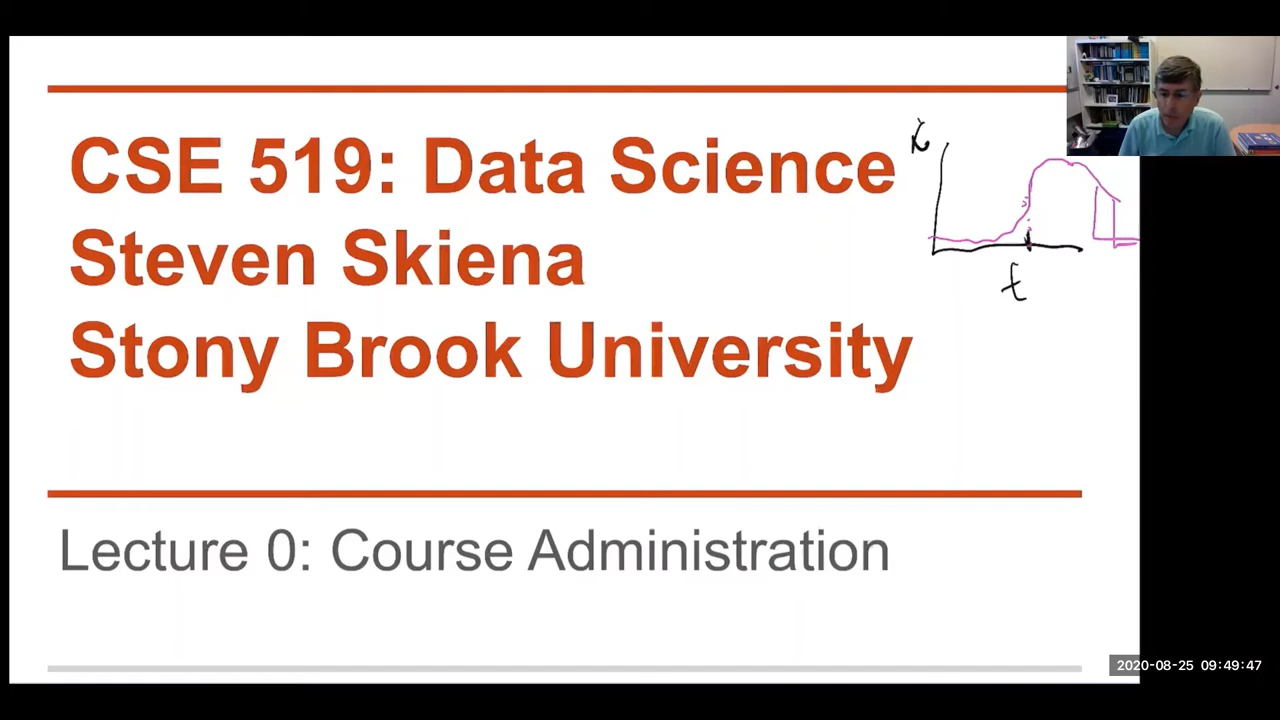 CSE 519: Data Science
Steven Skiena
Stony Brook University
t
Lecture 0: Course Administration
2020-08-25 09:49:47